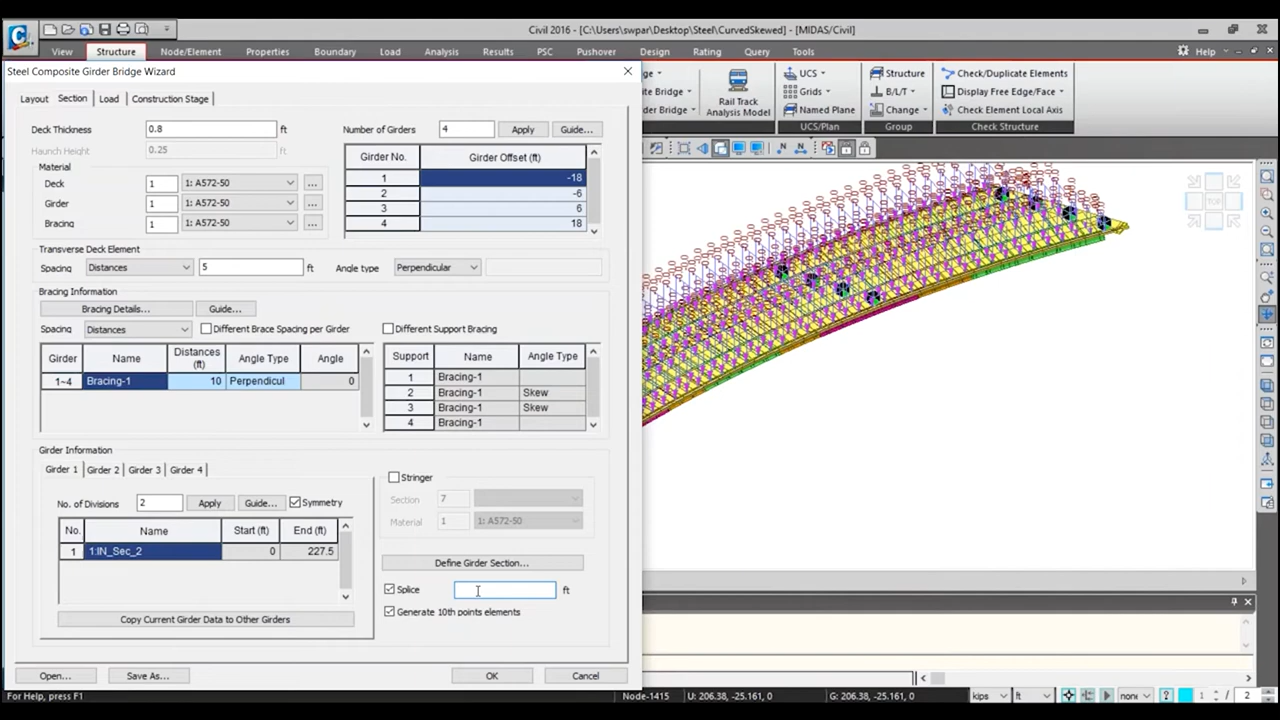 Civil 2016 - [C:\Users\swpar\Desktop\Steel\CurvedSkewed] - [MIDAS/Civil]
View Structure Node/Element Properties Boundary Load Analysis Results PSC Pushover Design Rating Query Tools Help
Steel Composite Girder Bridge Wizard
Layout Section Load Construction Stage
Deck Thickness 0.8 ft
Haunch Height 0.25 ft
Material
Deck 1 1: A572-50 ...
Girder 1 1: A572-50 ...
Bracing 1 1: A572-50 ...
Number of Girders 4 Apply Guide...
Girder No. Girder Offset (ft)
1 -18
2 -6
3 6
4 18
Transverse Deck Element
Spacing Distances 5 ft Angle type Perpendicular
Bracing Information
Bracing Details... Guide...
Spacing Distances Different Brace Spacing per Girder
Girder Name Distances (ft) Angle Type Angle
1~4 Bracing-1 10 Perpendicul 0
Different Support Bracing
Support Name Angle Type
1 Bracing-1
2 Bracing-1 Skew
3 Bracing-1 Skew
4 Bracing-1
Girder Information
Girder 1 Girder 2 Girder 3 Girder 4
No. of Divisions 2 Apply Guide... Symmetry
No. Name Start (ft) End (ft)
1 1:IN_Sec_2 0 227.5
Copy Current Girder Data to Other Girders
Stringer
Section 7
Material 1 1: A572-50
Define Girder Section...
Splice ft
Generate 10th points elements
Open... Save As... OK Cancel
ge
ite Bridge
der Bridge
Rail Track
Analysis Model
UCS
Grids
Named Plane
UCS/Plan
Structure
B/L/T
Change
Group
Check/Duplicate Elements
Display Free Edge/Face
Check Element Local Axis
Check Structure
TOP
For Help, press F1 Node-1415 U: 206.38, -25.161, 0 G: 206.38, -25.161, 0 kips ft non 1 / 2